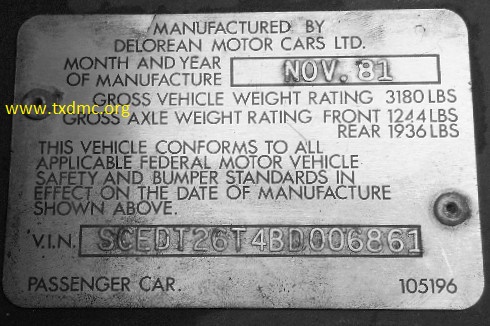 MANUFACTURED BY
DELOREAN MOTOR CARS LTD.
MONTH AND YEAR
OF MANUFACTURE NOV. 81
www.txdmc.org
GROSS VEHICLE WEIGHT RATING 3180 LBS
GROSS AXLE WEIGHT RATING FRONT 1244 LBS
REAR 1936 LBS
THIS VEHICLE CONFORMS TO ALL
APPLICABLE FEDERAL MOTOR VEHICLE
SAFETY AND BUMPER STANDARDS IN
EFFECT ON THE DATE OF MANUFACTURE
SHOWN ABOVE.
V.I.N. SCEDT26T4BD006861
PASSENGER CAR. 105196